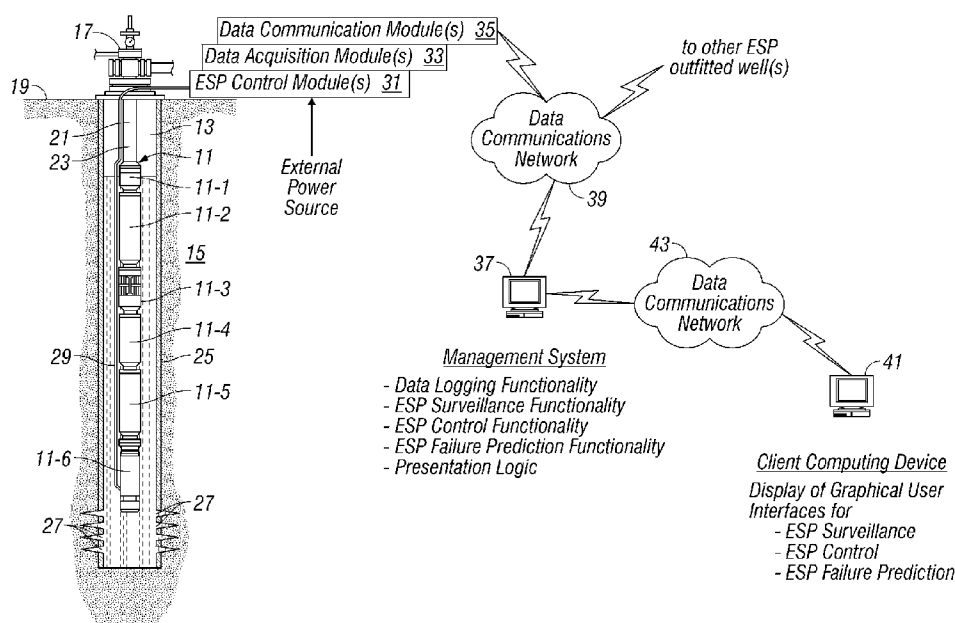 17
Data Communication Module(s) 35
Data Acquisition Module(s) 33
ESP Control Module(s) 31
19
21
13
23
11
11-1
11-2
15
11-3
11-4
29
25
11-5
11-6
27
27
External
Power
Source
to other ESP
outfitted well(s)
Data
Communications
Network
39
37
43
Data
Communications
Network
41
Management System
- Data Logging Functionality
- ESP Surveillance Functionality
- ESP Control Functionality
- ESP Failure Prediction Functionality
- Presentation Logic
Client Computing Device
Display of Graphical User
Interfaces for
- ESP Surveillance
- ESP Control
- ESP Failure Prediction